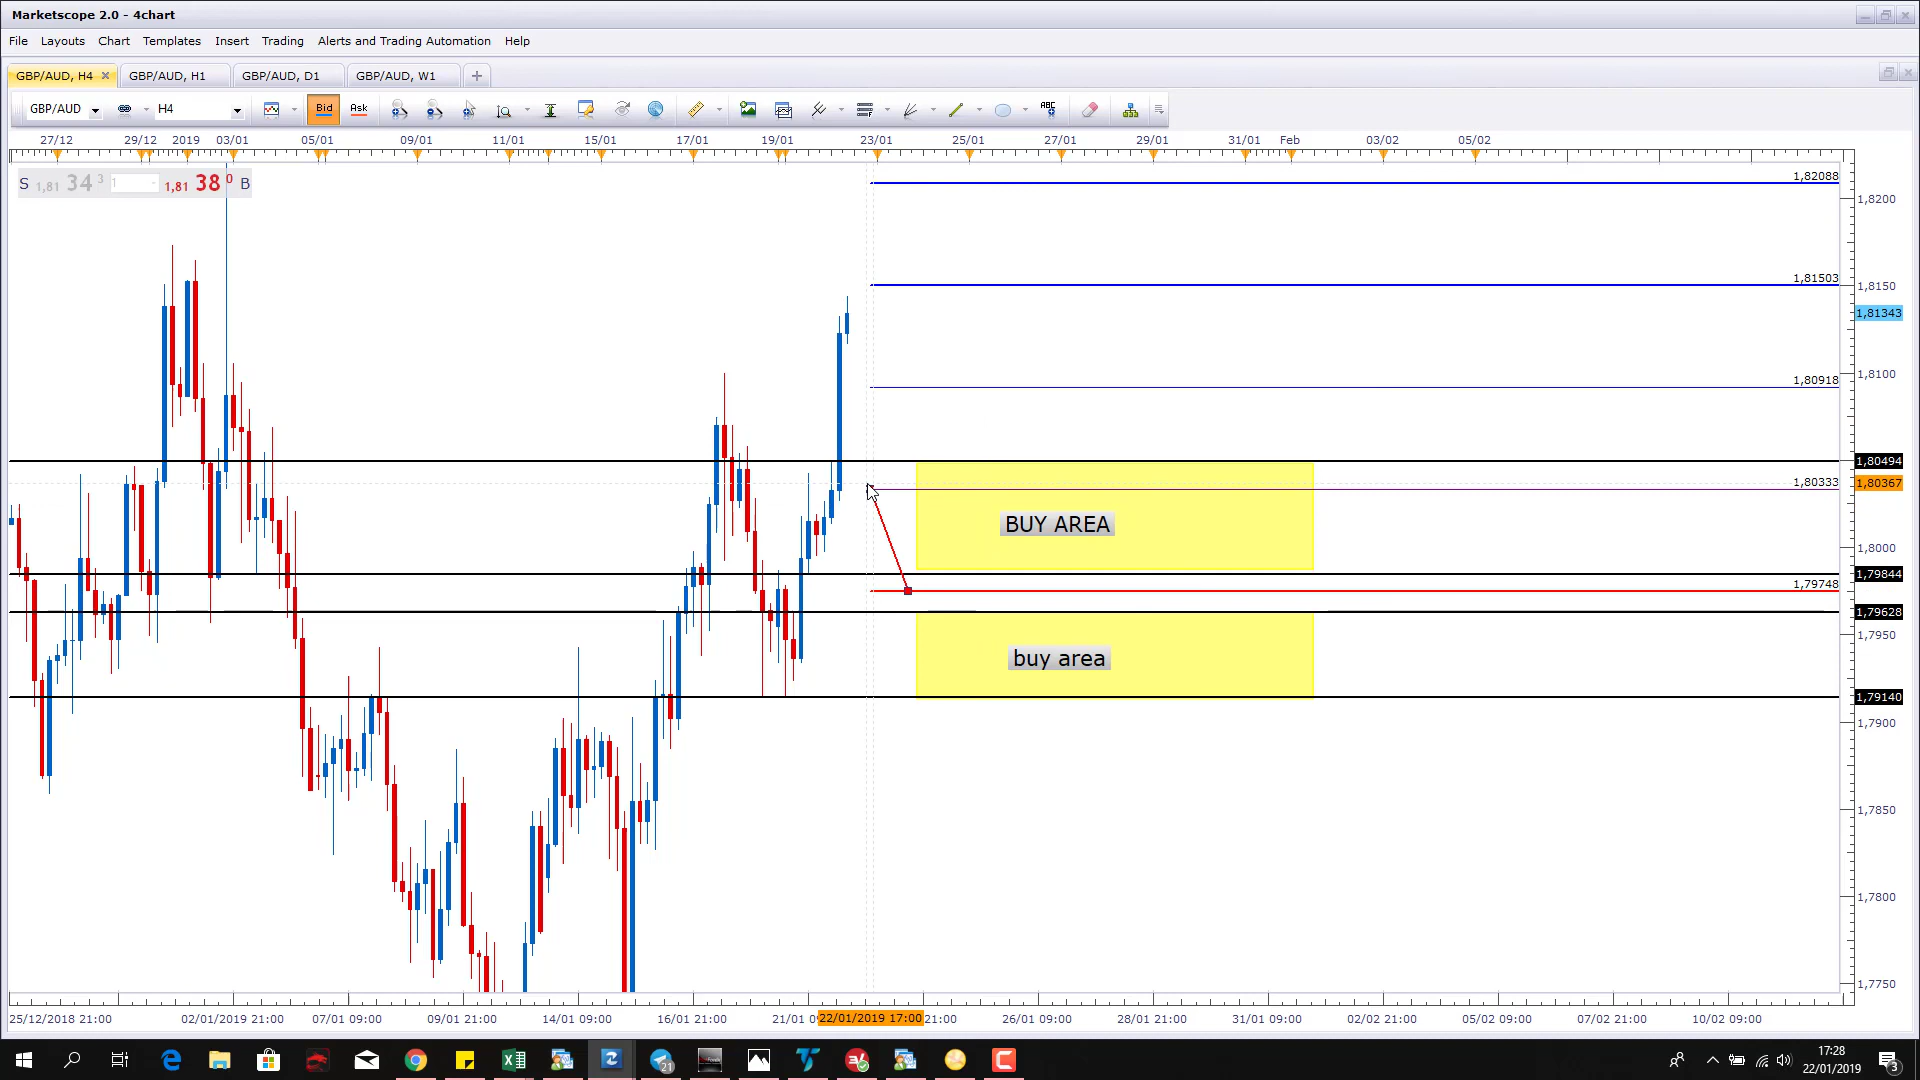 Marketscope 2.0 - 4chart
File Layouts Chart Templates Insert Trading Alerts and Trading Automation Help
GBP/AUD, H4 GBP/AUD, H1 GBP/AUD, D1 GBP/AUD, W1
GBP/AUD H4 Bid Ask ABC
27/12 29/12 2019 03/01 05/01 09/01 11/01 15/01 17/01 19/01 23/01 25/01 27/01 29/01 31/01 Feb 03/02 05/02
S 1,81 34 3 1 1,81 38 0 B
1,82088
1,8200
1,81503
1,8150
1,81343
1,80918
1,8100
1,80494
1,80333
1,80367
BUY AREA
1,8000
1,79844
1,79748
1,79628
1,7950
buy area
1,79140
1,7900
1,7850
1,7800
1,7750
25/12/2018 21:00 02/01/2019 21:00 07/01 09:00 09/01 21:00 14/01 09:00 16/01 21:00 21/01 22/01/2019 17:00 21:00 26/01 09:00 28/01 21:00 31/01 09:00 02/02 21:00 05/02 09:00 07/02 21:00 10/02 09:00
21
17:28
22/01/2019
3